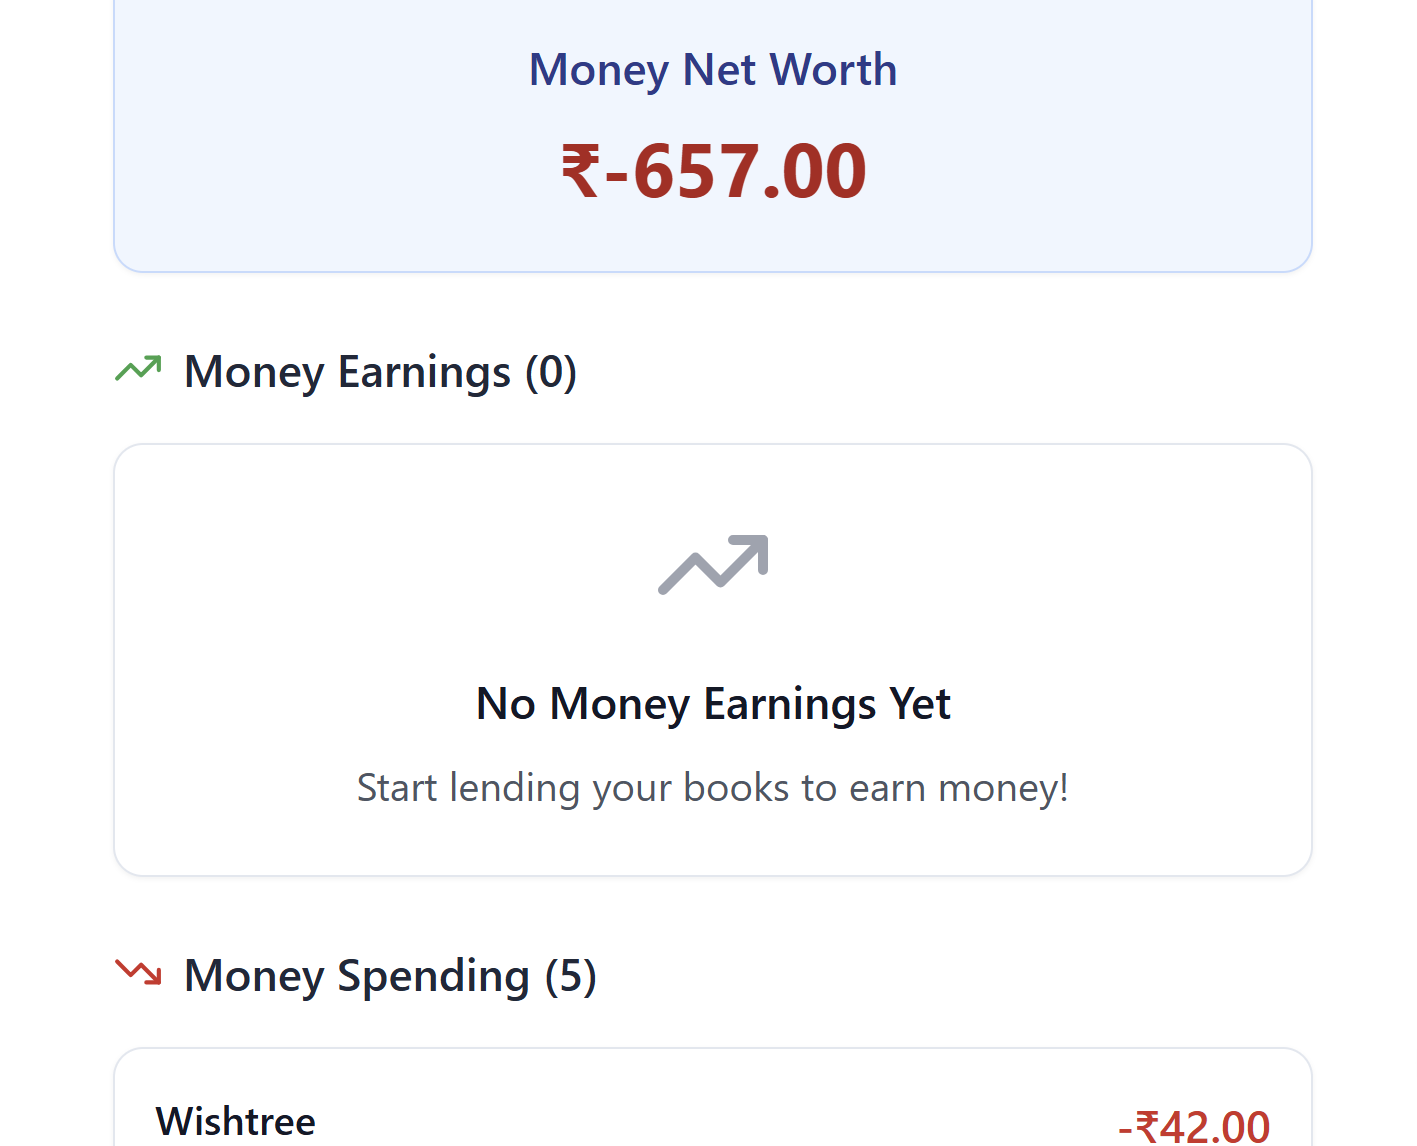 Money Net Worth
₹-657.00
Money Earnings (0)
No Money Earnings Yet
Start lending your books to earn money!
Money Spending (5)
Wishtree
-₹42.00